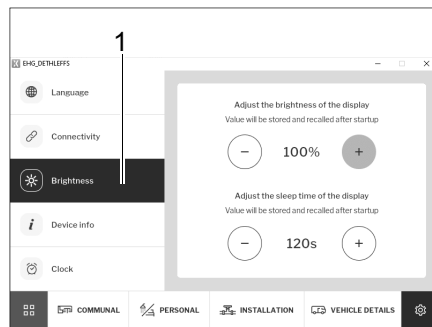 1
EHG_DETHLEFFS
Language
Connectivity
Brightness
Device info
Clock
Adjust the brightness of the display
Value will be stored and recalled after startup
− 100% +
Adjust the sleep time of the display
Value will be stored and recalled after startup
− 120s +
COMMUNAL PERSONAL INSTALLATION VEHICLE DETAILS